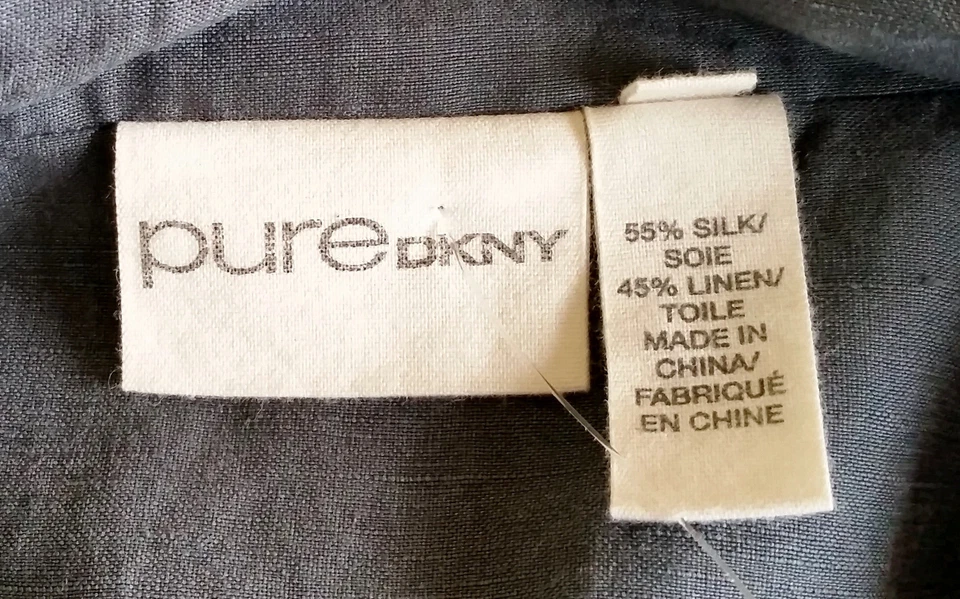 pure DKNY
55% SILK/
SOIE
45% LINEN/
TOILE
MADE IN
CHINA/
FABRIQUÉ
EN CHINE